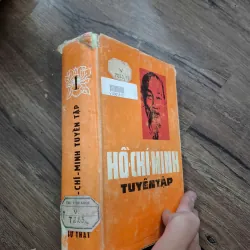 1
-CHÍ-MINH TUYỂN TẬP
SỰ THẬT
HỒ-CHÍ-MINH
TUYỂN TẬP